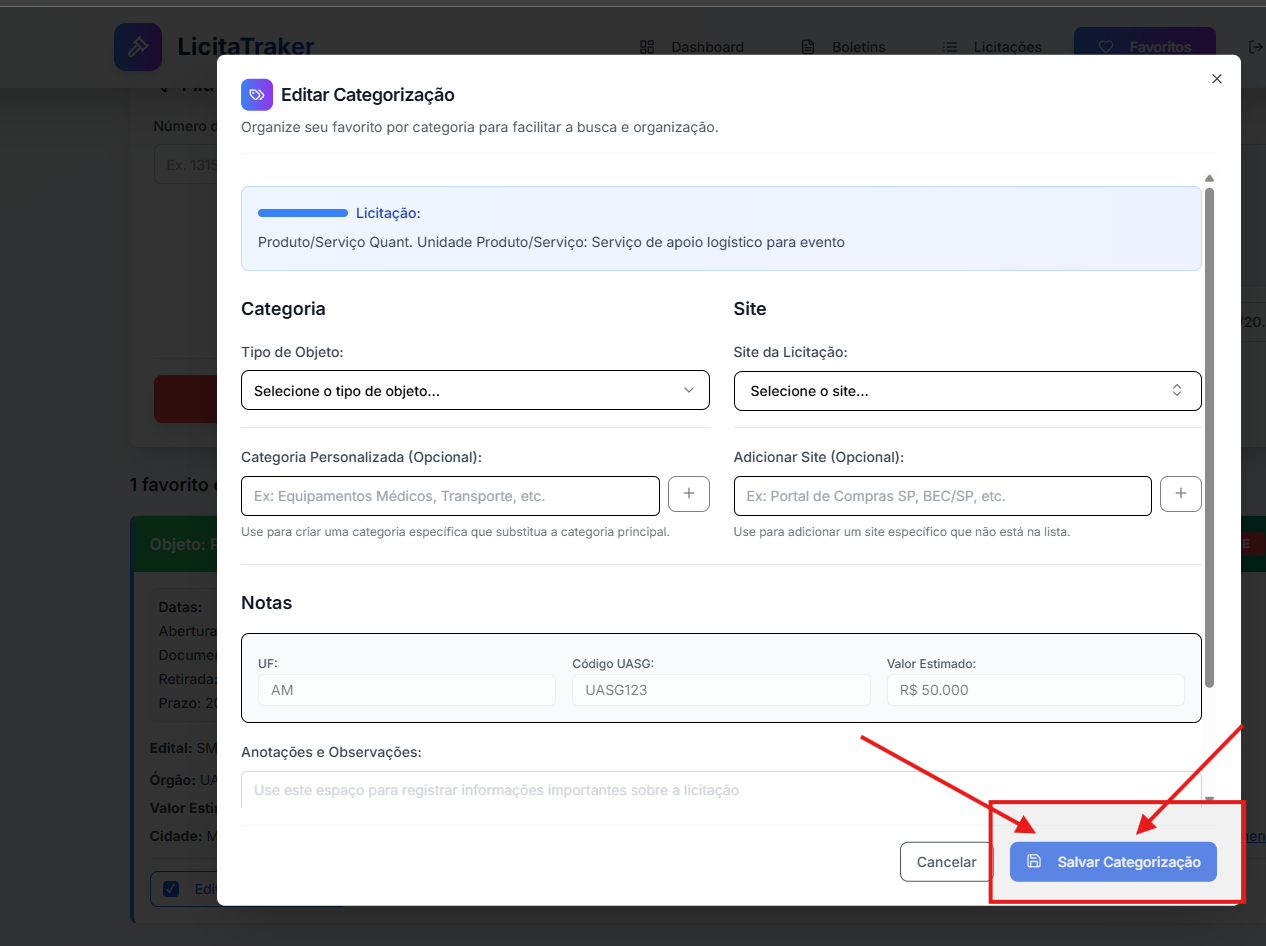 LicitaTraker
Dashboard
Boletins
Licitações
Favoritos
Número d
Ex. 1315
Editar Categorização
Organize seu favorito por categoria para facilitar a busca e organização.
Licitação:
Produto/Serviço Quant. Unidade Produto/Serviço: Serviço de apoio logístico para evento
Categoria
Site
Tipo de Objeto:
Site da Licitação:
Selecione o tipo de objeto...
Selecione o site...
/20.
Categoria Personalizada (Opcional):
Adicionar Site (Opcional):
1 favorito
Ex: Equipamentos Médicos, Transporte, etc.
+
Ex: Portal de Compras SP, BEC/SP, etc.
+
Use para criar uma categoria específica que substitua a categoria principal.
Use para adicionar um site específico que não está na lista.
Objeto: P
E
Notas
Datas:
Abertura
Documen
Retirada:
Prazo: 20
UF:
Código UASG:
Valor Estimado:
AM
UASG123
R$ 50.000
Edital: SM
Órgão: UA
Valor Esti
Cidade: M
Anotações e Observações:
Use este espaço para registrar informações importantes sobre a licitação
Edi
Cancelar
Salvar Categorização